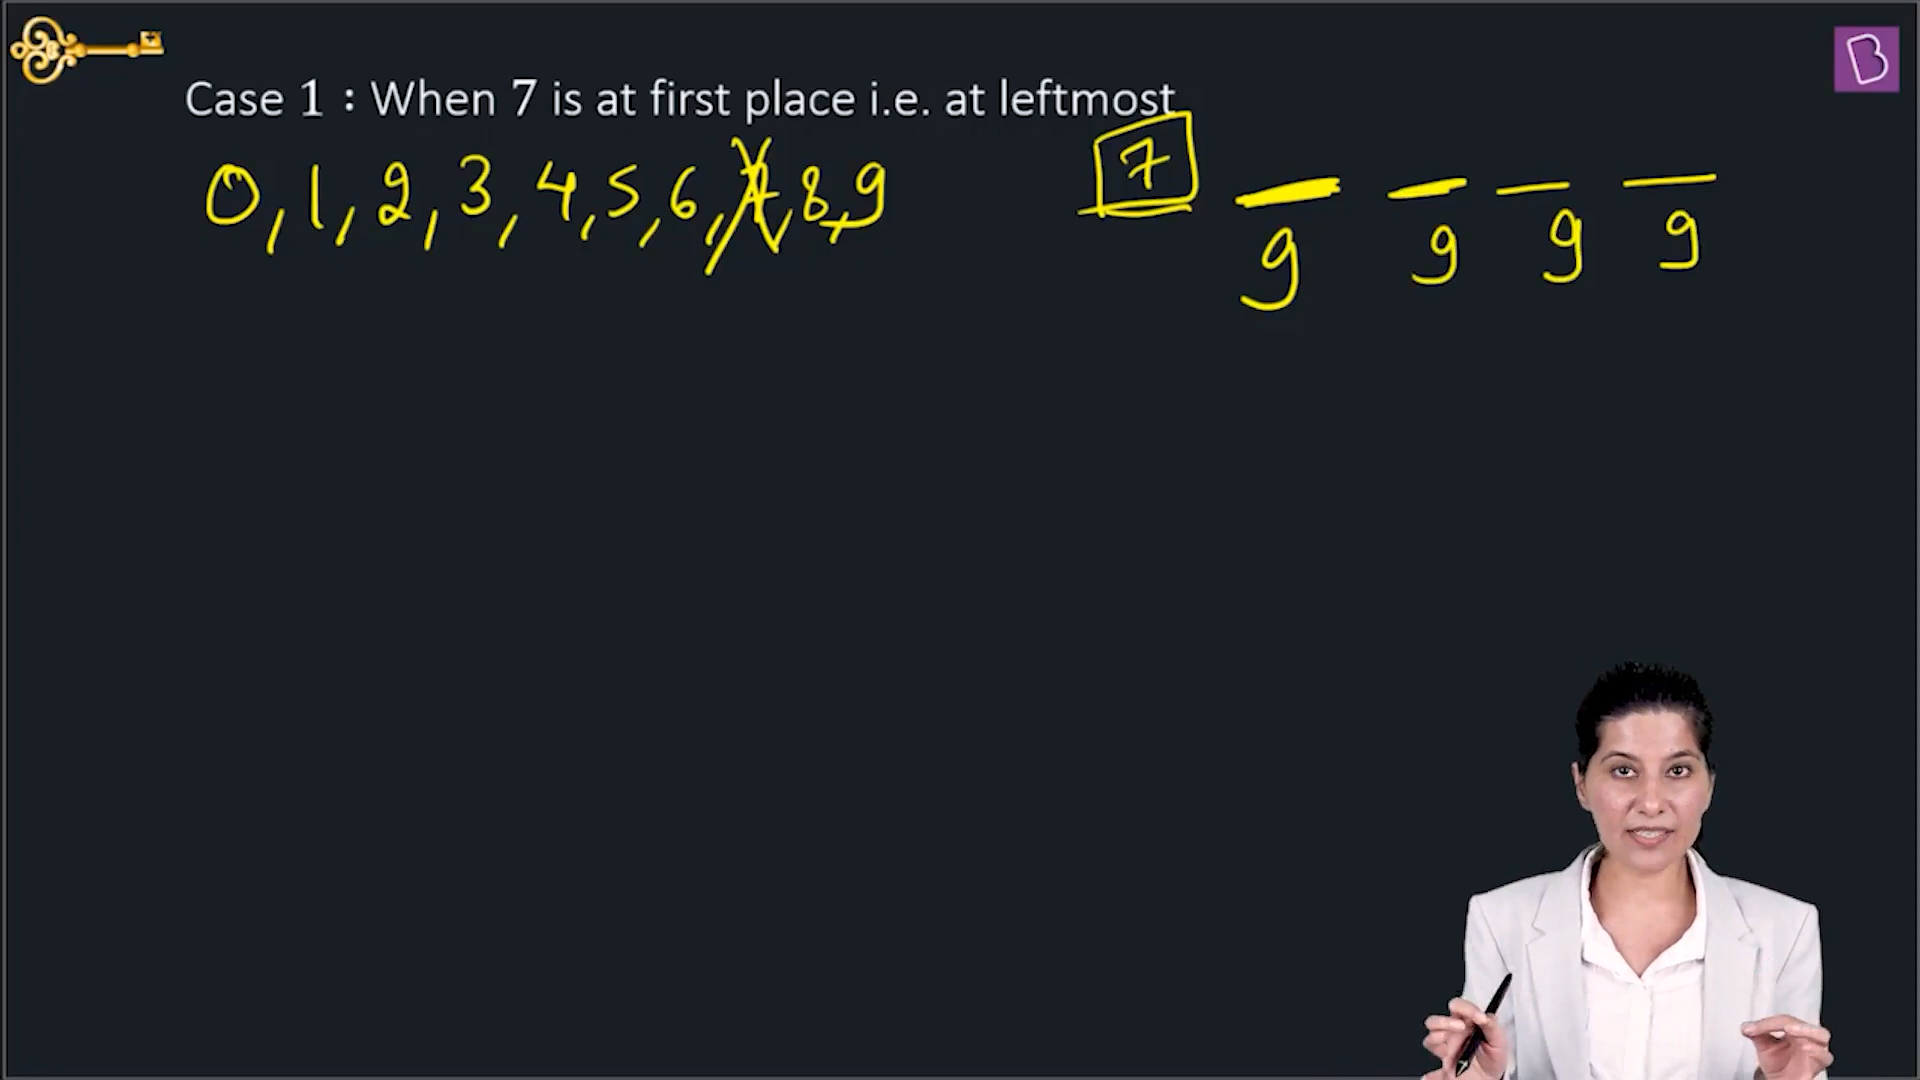 Case 1 : When 7 is at first place i.e. at leftmost
0, 1, 2, 3, 4, 5, 6, 7, 8, 9
7
9 9 9 9
B